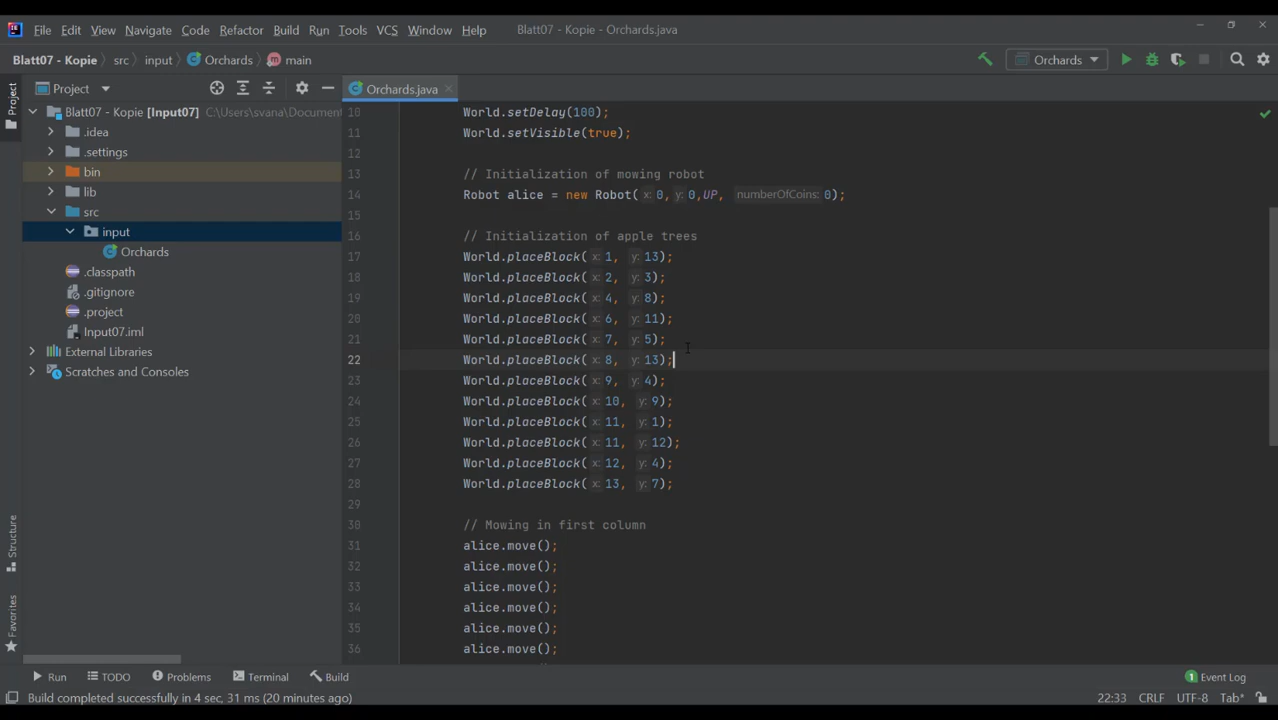 File Edit View Navigate Code Refactor Build Run Tools VCS Window Help Blatt07 - Kopie - Orchards.java
Blatt07 - Kopie src input Orchards main Orchards
Project
Project
Orchards.java
Blatt07 - Kopie [Input07] C:\Users\svana\Document
.idea
.settings
bin
lib
src
input
Orchards
.classpath
.gitignore
.project
Input07.iml
External Libraries
Scratches and Consoles
10 World.setDelay(100);
11 World.setVisible(true);
12
13 // Initialization of mowing robot
14 Robot alice = new Robot( x: 0, y: 0,UP, numberOfCoins: 0);
15
16 // Initialization of apple trees
17 World.placeBlock( x: 1, y: 13);
18 World.placeBlock( x: 2, y: 3);
19 World.placeBlock( x: 4, y: 8);
20 World.placeBlock( x: 6, y: 11);
21 World.placeBlock( x: 7, y: 5);
22 World.placeBlock( x: 8, y: 13);
23 World.placeBlock( x: 9, y: 4);
24 World.placeBlock( x: 10, y: 9);
25 World.placeBlock( x: 11, y: 1);
26 World.placeBlock( x: 11, y: 12);
27 World.placeBlock( x: 12, y: 4);
28 World.placeBlock( x: 13, y: 7);
29
30 // Mowing in first column
31 alice.move();
32 alice.move();
33 alice.move();
34 alice.move();
35 alice.move();
36 alice.move();
Structure
Favorites
Run TODO Problems Terminal Build Event Log
Build completed successfully in 4 sec, 31 ms (20 minutes ago) 22:33 CRLF UTF-8 Tab*